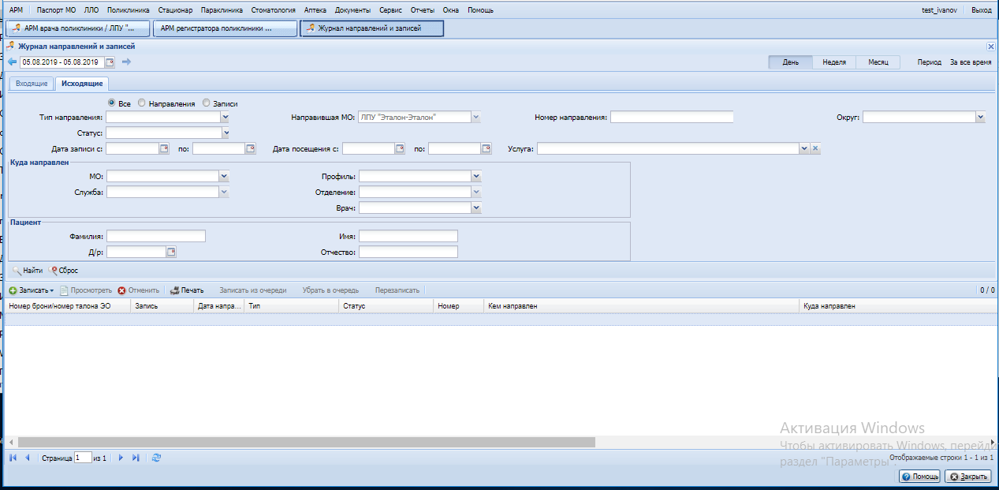 АРМ Паспорт МО ЛЛО Поликлиника Стационар Параклиника Стоматология Аптека Документы Сервис Отчеты Окна Помощь test_ivanov Выход
АРМ врача поликлиники / ЛПУ "... АРМ регистратора поликлиники ... Журнал направлений и записей
Журнал направлений и записей
05.08.2019 - 05.08.2019 День Неделя Месяц Период За все время
Входящие Исходящие
Все Направления Записи
Тип направления: Направившая МО: ЛПУ "Эталон-Эталон" Номер направления: Округ:
Статус:
Дата записи с: по: Дата посещения с: по: Услуга:
Куда направлен
МО: Профиль:
Служба: Отделение:
Врач:
Пациент
Фамилия: Имя:
Д/р: Отчество:
Найти Сброс
Записать Просмотреть Отменить Печать Записать из очереди Убрать в очередь Перезаписать 0 / 0
Номер брони/номер талона ЭО Запись Дата напра... Тип Статус Номер Кем направлен Куда направлен
Активация Windows
Чтобы активировать Windows, перейди
раздел "Параметры".
Страница 1 из 1 Отображаемые строки 1 - 1 из 1
Помощь Закрыть